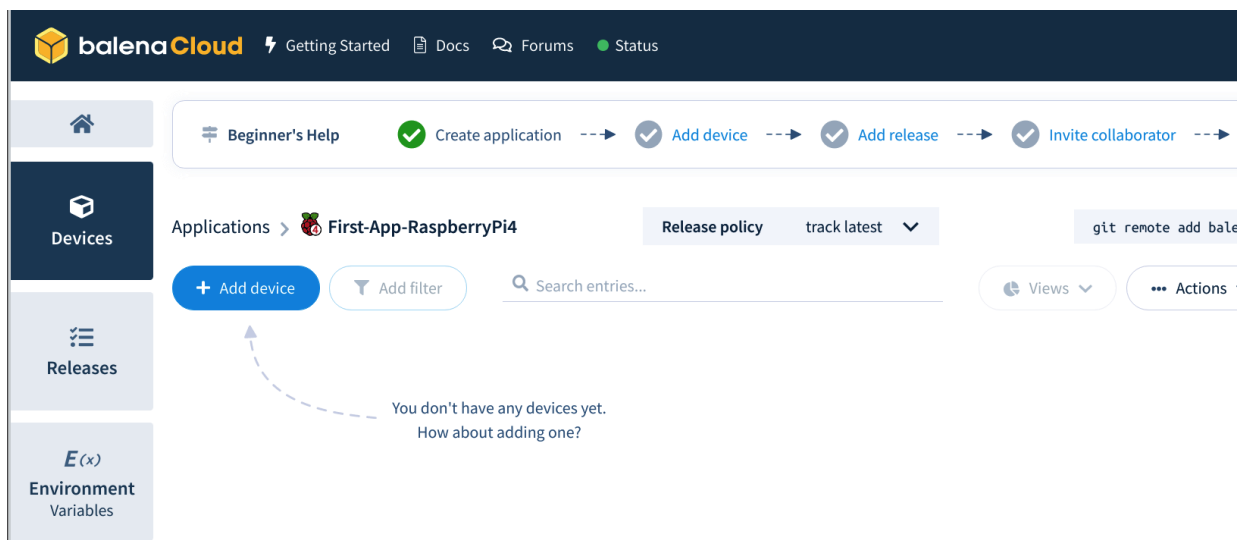 balenaCloud Getting Started Docs Forums Status
Beginner's Help Create application Add device Add release Invite collaborator
Devices
Applications > First-App-RaspberryPi4 Release policy track latest git remote add bale
+ Add device Add filter Search entries... Views ••• Actions
Releases
You don't have any devices yet.
How about adding one?
E(x)
Environment
Variables